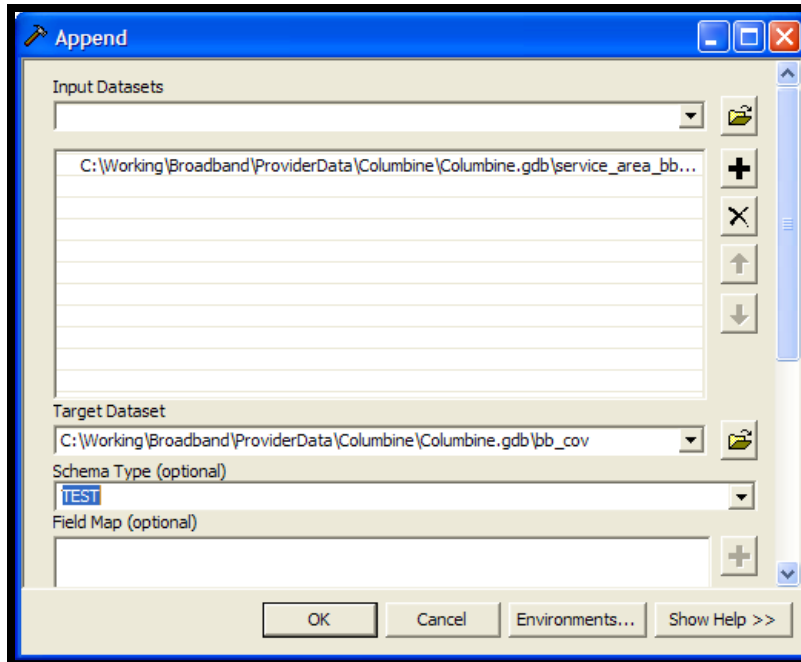 Append
Input Datasets
C:\Working\Broadband\ProviderData\Columbine\Columbine.gdb\service_area_bb...
Target Dataset
C:\Working\Broadband\ProviderData\Columbine\Columbine.gdb\bb_cov
Schema Type (optional)
TEST
Field Map (optional)
OK Cancel Environments... Show Help >>